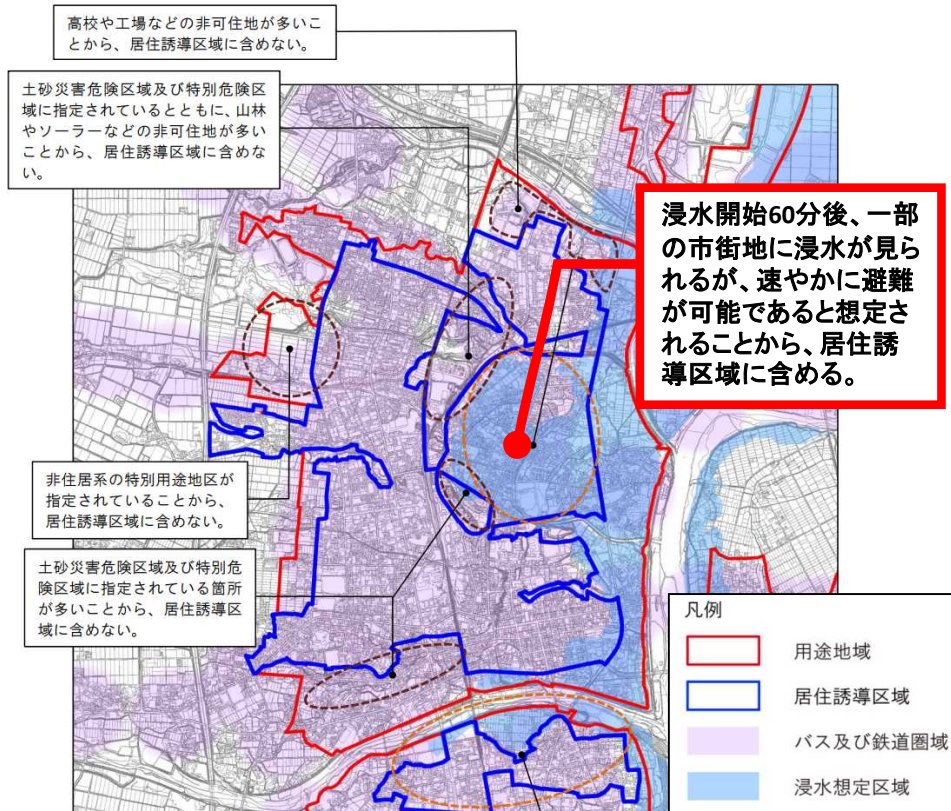 高校や工場などの非可住地が多いこ
とから、居住誘導区域に含めない。
土砂災害危険区域及び特別危険区
域に指定されているとともに、山林
やソーラーなどの非可住地が多い
ことから、居住誘導区域に含めな
い。
浸水開始60分後、一部
の市街地に浸水が見ら
れるが、速やかに避難
が可能であると想定さ
れることから、居住誘
導区域に含める。
非住居系の特別用途地区が
指定されていることから、
居住誘導区域に含めない。
土砂災害危険区域及び特別危
険区域に指定されている箇所
が多いことから、居住誘導区
域に含めない。
凡例
用途地域
居住誘導区域
バス及び鉄道圏域
浸水想定区域